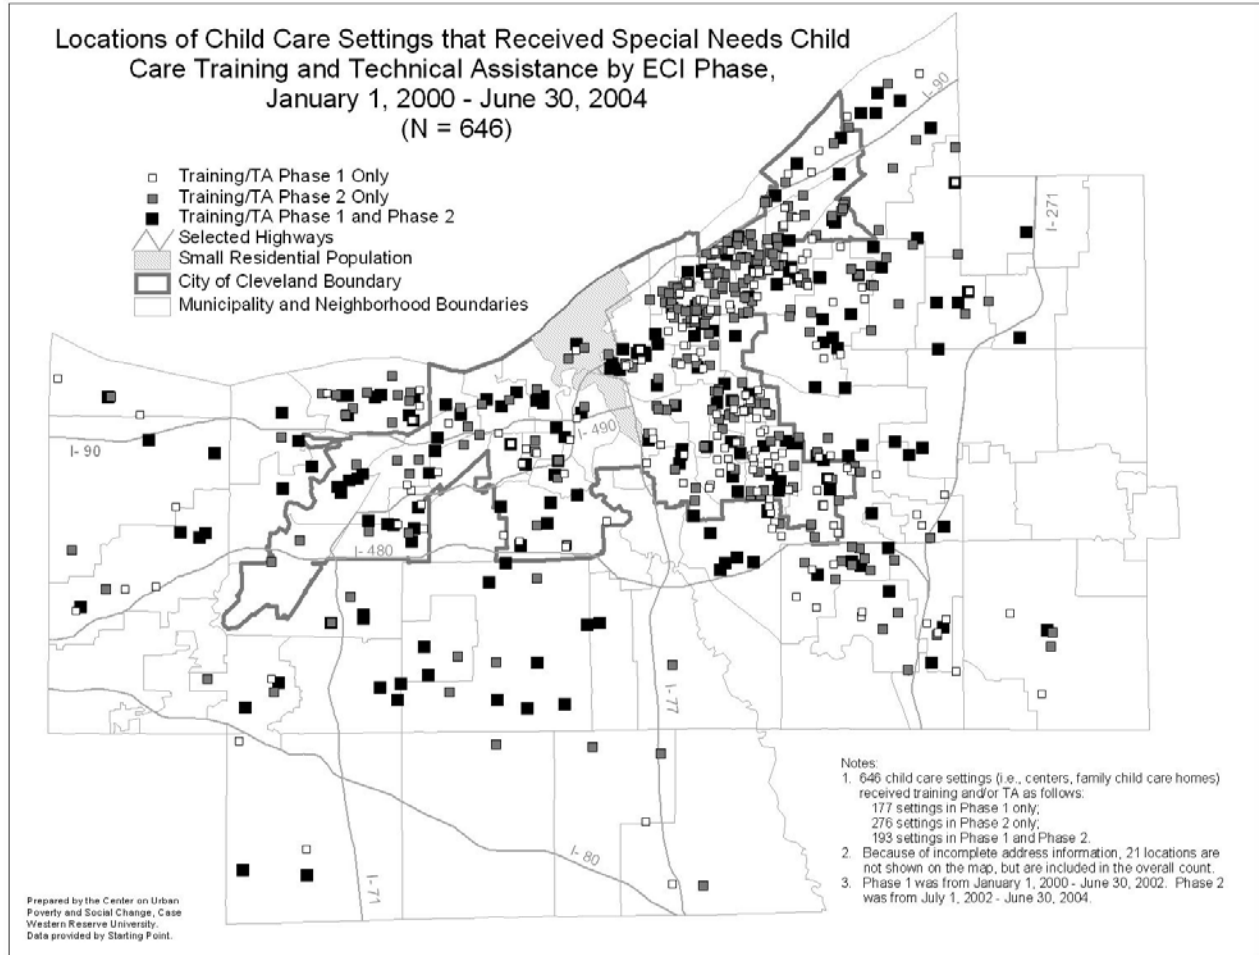 Locations of Child Care Settings that Received Special Needs Child
Care Training and Technical Assistance by ECI Phase,
January 1, 2000 - June 30, 2004
(N = 646)
Training/TA Phase 1 Only
Training/TA Phase 2 Only
Training/TA Phase 1 and Phase 2
Selected Highways
Small Residential Population
City of Cleveland Boundary
Municipality and Neighborhood Boundaries
I- 90
I- 271
I- 90
I- 490
I- 480
I- 77
I- 80
I- 71
Notes:
1. 646 child care settings (i.e., centers, family child care homes)
received training and/or TA as follows:
177 settings in Phase 1 only;
276 settings in Phase 2 only;
193 settings in Phase 1 and Phase 2.
2. Because of incomplete address information, 21 locations are
not shown on the map, but are included in the overall count.
3. Phase 1 was from January 1, 2000 - June 30, 2002. Phase 2
was from July 1, 2002 - June 30, 2004.
Prepared by the Center on Urban
Poverty and Social Change, Case
Western Reserve University.
Data provided by Starting Point.